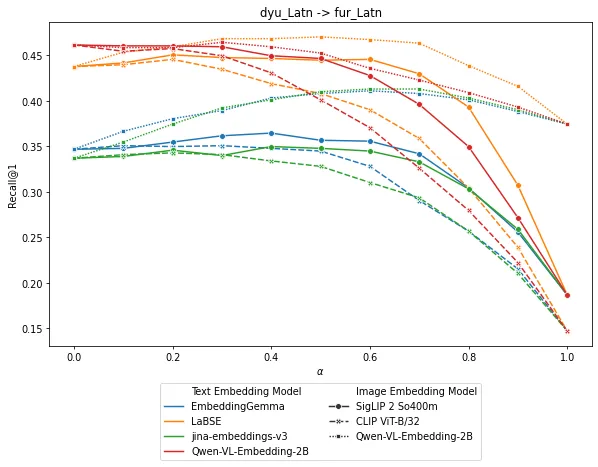 dyu_Latn -> fur_Latn
Recall@1
0.45
0.40
0.35
0.30
0.25
0.20
0.15
0.0 0.2 0.4 0.6 0.8 1.0
α
Text Embedding Model Image Embedding Model
EmbeddingGemma SigLIP 2 So400m
LaBSE CLIP ViT-B/32
jina-embeddings-v3 Qwen-VL-Embedding-2B
Qwen-VL-Embedding-2B